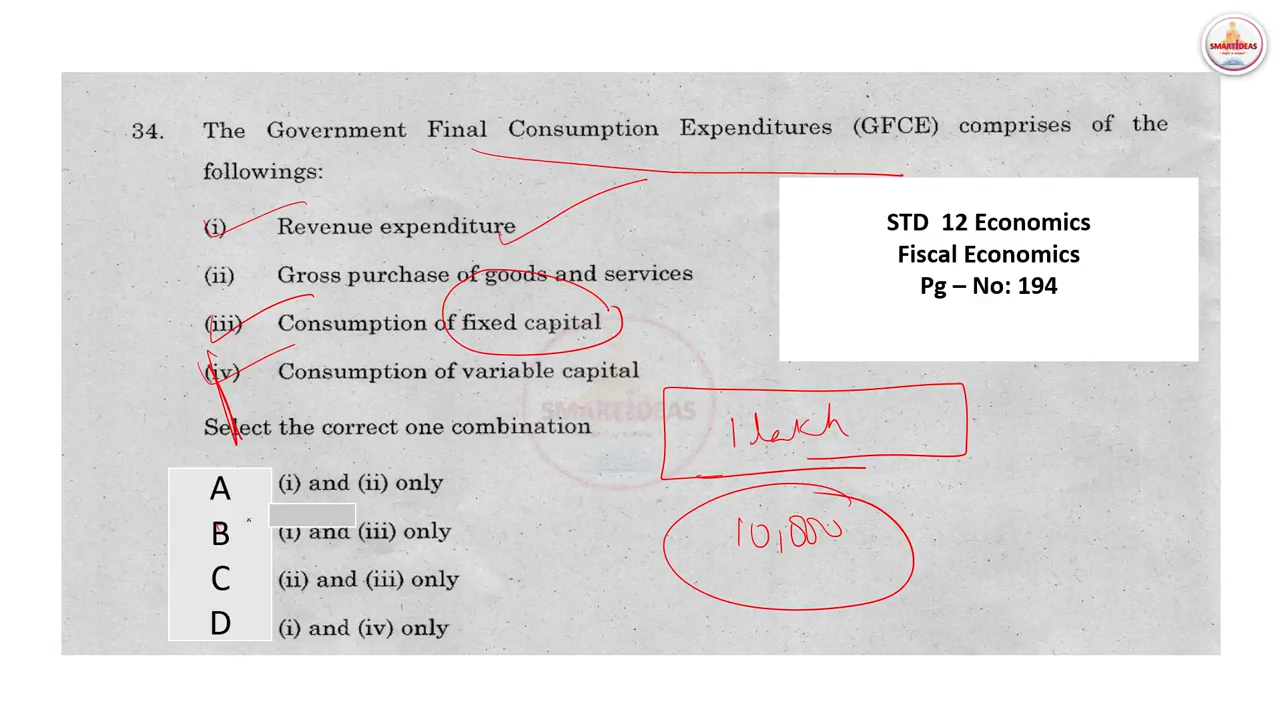 SMARTIDEAS
34. The Government Final Consumption Expenditures (GFCE) comprises of the
followings:
(i) Revenue expenditure
(ii) Gross purchase of goods and services
(iii) Consumption of fixed capital
(iv) Consumption of variable capital
Select the correct one combination
A (i) and (ii) only
B (i) and (iii) only
C (ii) and (iii) only
D (i) and (iv) only
STD 12 Economics
Fiscal Economics
Pg – No: 194
1 lakh
10,000
SMARTIDEAS